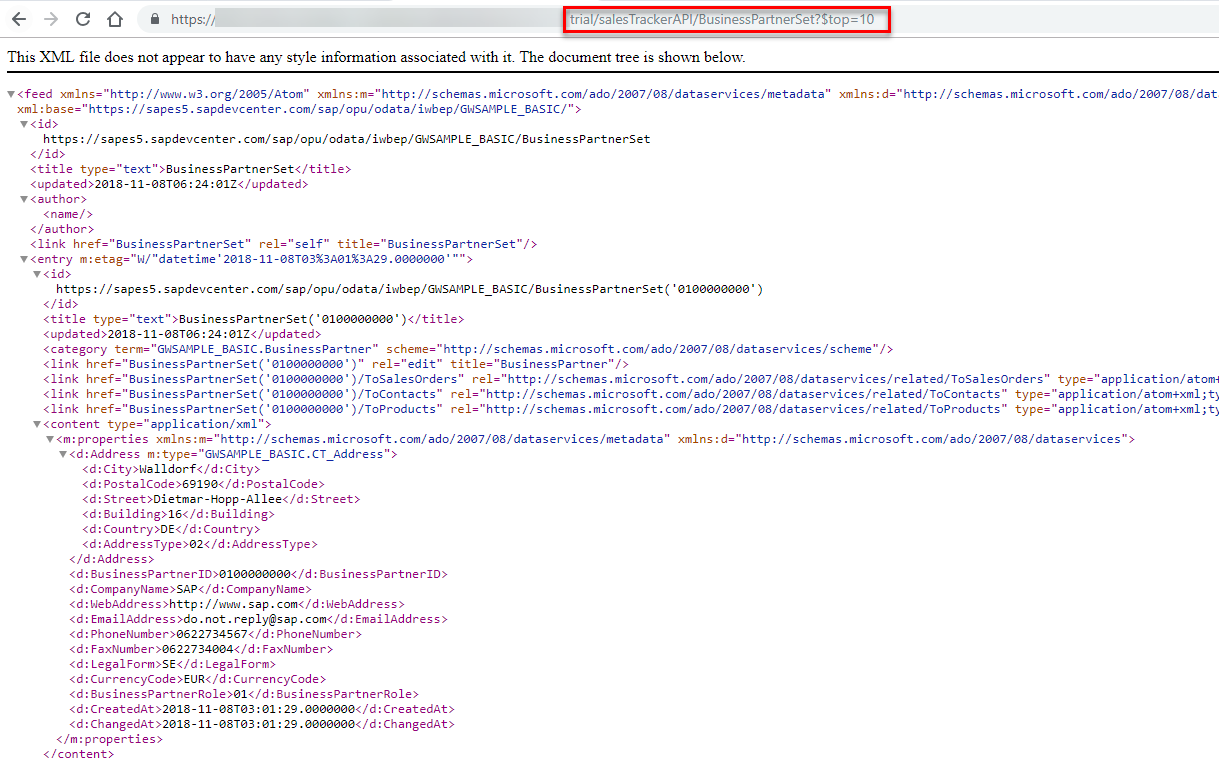 https://
trial/salesTrackerAPI/BusinessPartnerSet?$top=10
This XML file does not appear to have any style information associated with it. The document tree is shown below.
<feed xmlns="http://www.w3.org/2005/Atom" xmlns:m="http://schemas.microsoft.com/ado/2007/08/dataservices/metadata" xmlns:d="http://schemas.microsoft.com/ado/2007/08/dat
xml:base="https://sapes5.sapdevcenter.com/sap/opu/odata/iwbep/GWSAMPLE_BASIC/">
<id>
https://sapes5.sapdevcenter.com/sap/opu/odata/iwbep/GWSAMPLE_BASIC/BusinessPartnerSet
</id>
<title type="text">BusinessPartnerSet</title>
<updated>2018-11-08T06:24:01Z</updated>
<author>
<name/>
</author>
<link href="BusinessPartnerSet" rel="self" title="BusinessPartnerSet"/>
<entry m:etag="W/"datetime'2018-11-08T03%3A01%3A29.0000000'"">
<id>
https://sapes5.sapdevcenter.com/sap/opu/odata/iwbep/GWSAMPLE_BASIC/BusinessPartnerSet('0100000000')
</id>
<title type="text">BusinessPartnerSet('0100000000')</title>
<updated>2018-11-08T06:24:01Z</updated>
<category term="GWSAMPLE_BASIC.BusinessPartner" scheme="http://schemas.microsoft.com/ado/2007/08/dataservices/scheme"/>
<link href="BusinessPartnerSet('0100000000')" rel="edit" title="BusinessPartner"/>
<link href="BusinessPartnerSet('0100000000')/ToSalesOrders" rel="http://schemas.microsoft.com/ado/2007/08/dataservices/related/ToSalesOrders" type="application/atom+
<link href="BusinessPartnerSet('0100000000')/ToContacts" rel="http://schemas.microsoft.com/ado/2007/08/dataservices/related/ToContacts" type="application/atom+xml;ty
<link href="BusinessPartnerSet('0100000000')/ToProducts" rel="http://schemas.microsoft.com/ado/2007/08/dataservices/related/ToProducts" type="application/atom+xml;ty
<content type="application/xml">
<m:properties xmlns:m="http://schemas.microsoft.com/ado/2007/08/dataservices/metadata" xmlns:d="http://schemas.microsoft.com/ado/2007/08/dataservices">
<d:Address m:type="GWSAMPLE_BASIC.CT_Address">
<d:City>Walldorf</d:City>
<d:PostalCode>69190</d:PostalCode>
<d:Street>Dietmar-Hopp-Allee</d:Street>
<d:Building>16</d:Building>
<d:Country>DE</d:Country>
<d:AddressType>02</d:AddressType>
</d:Address>
<d:BusinessPartnerID>0100000000</d:BusinessPartnerID>
<d:CompanyName>SAP</d:CompanyName>
<d:WebAddress>http://www.sap.com</d:WebAddress>
<d:EmailAddress>do.not.reply@sap.com</d:EmailAddress>
<d:PhoneNumber>0622734567</d:PhoneNumber>
<d:FaxNumber>0622734004</d:FaxNumber>
<d:LegalForm>SE</d:LegalForm>
<d:CurrencyCode>EUR</d:CurrencyCode>
<d:BusinessPartnerRole>01</d:BusinessPartnerRole>
<d:CreatedAt>2018-11-08T03:01:29.0000000</d:CreatedAt>
<d:ChangedAt>2018-11-08T03:01:29.0000000</d:ChangedAt>
</m:properties>
</content>